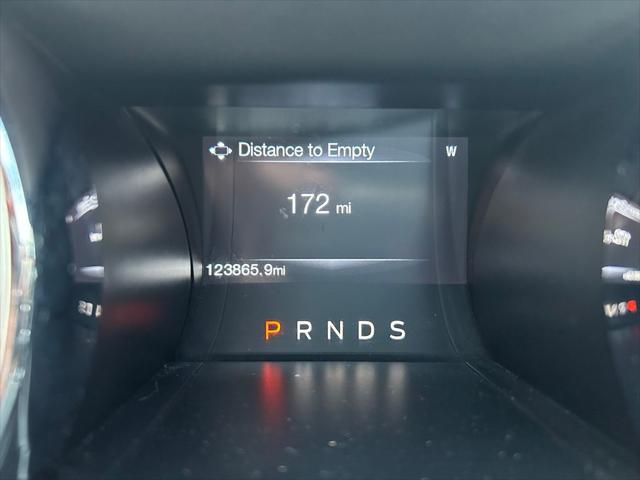 Distance to Empty W
172 mi
123865.9mi
P R N D S